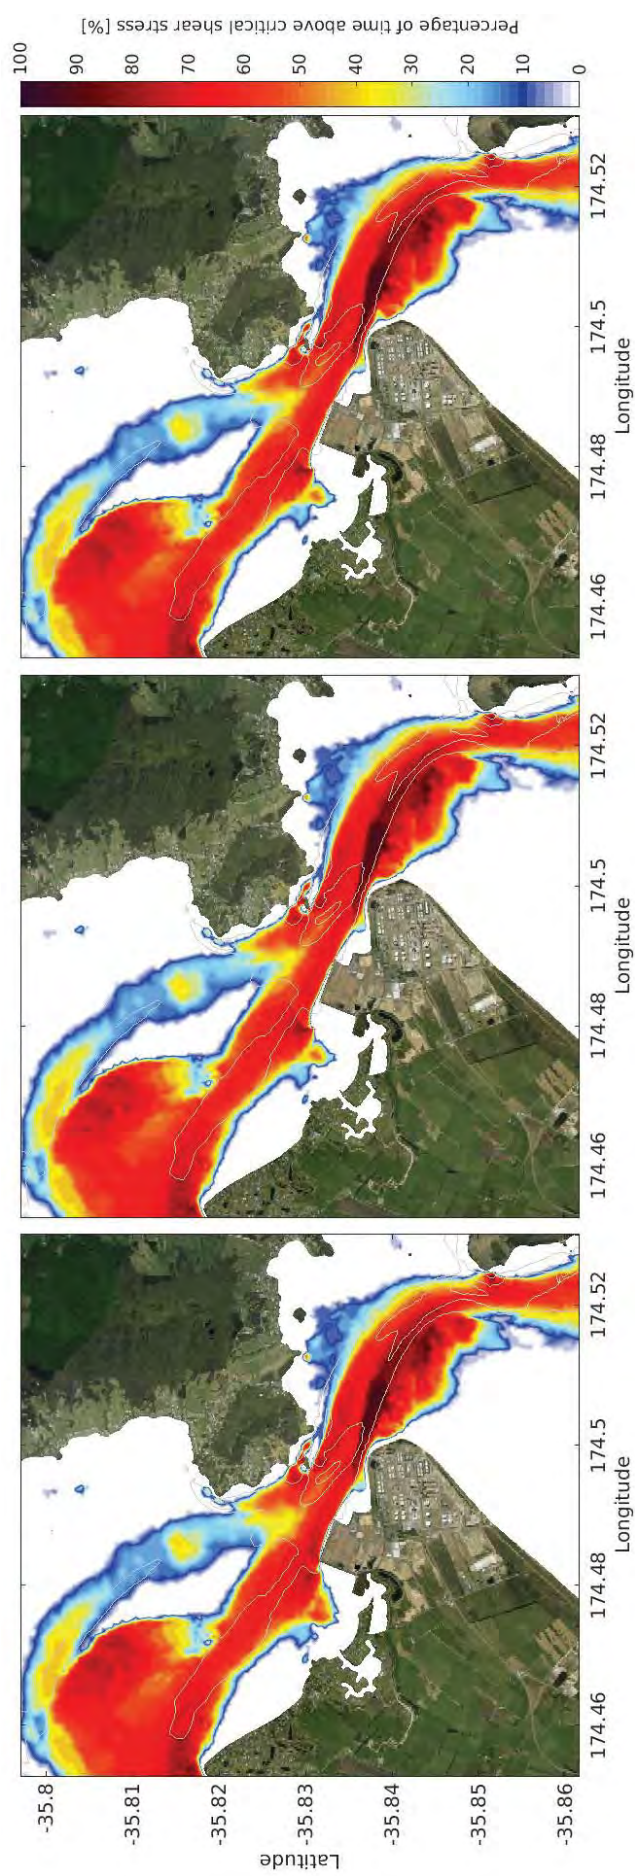 Percentage of time above critical shear stress [%]
0 10 20 30 40 50 60 70 80 90 100
Latitude
-35.8
-35.81
-35.82
-35.83
-35.84
-35.85
-35.86
174.46 174.48 174.5 174.52
Longitude
174.46 174.48 174.5 174.52
Longitude
174.46 174.48 174.5 174.52
Longitude